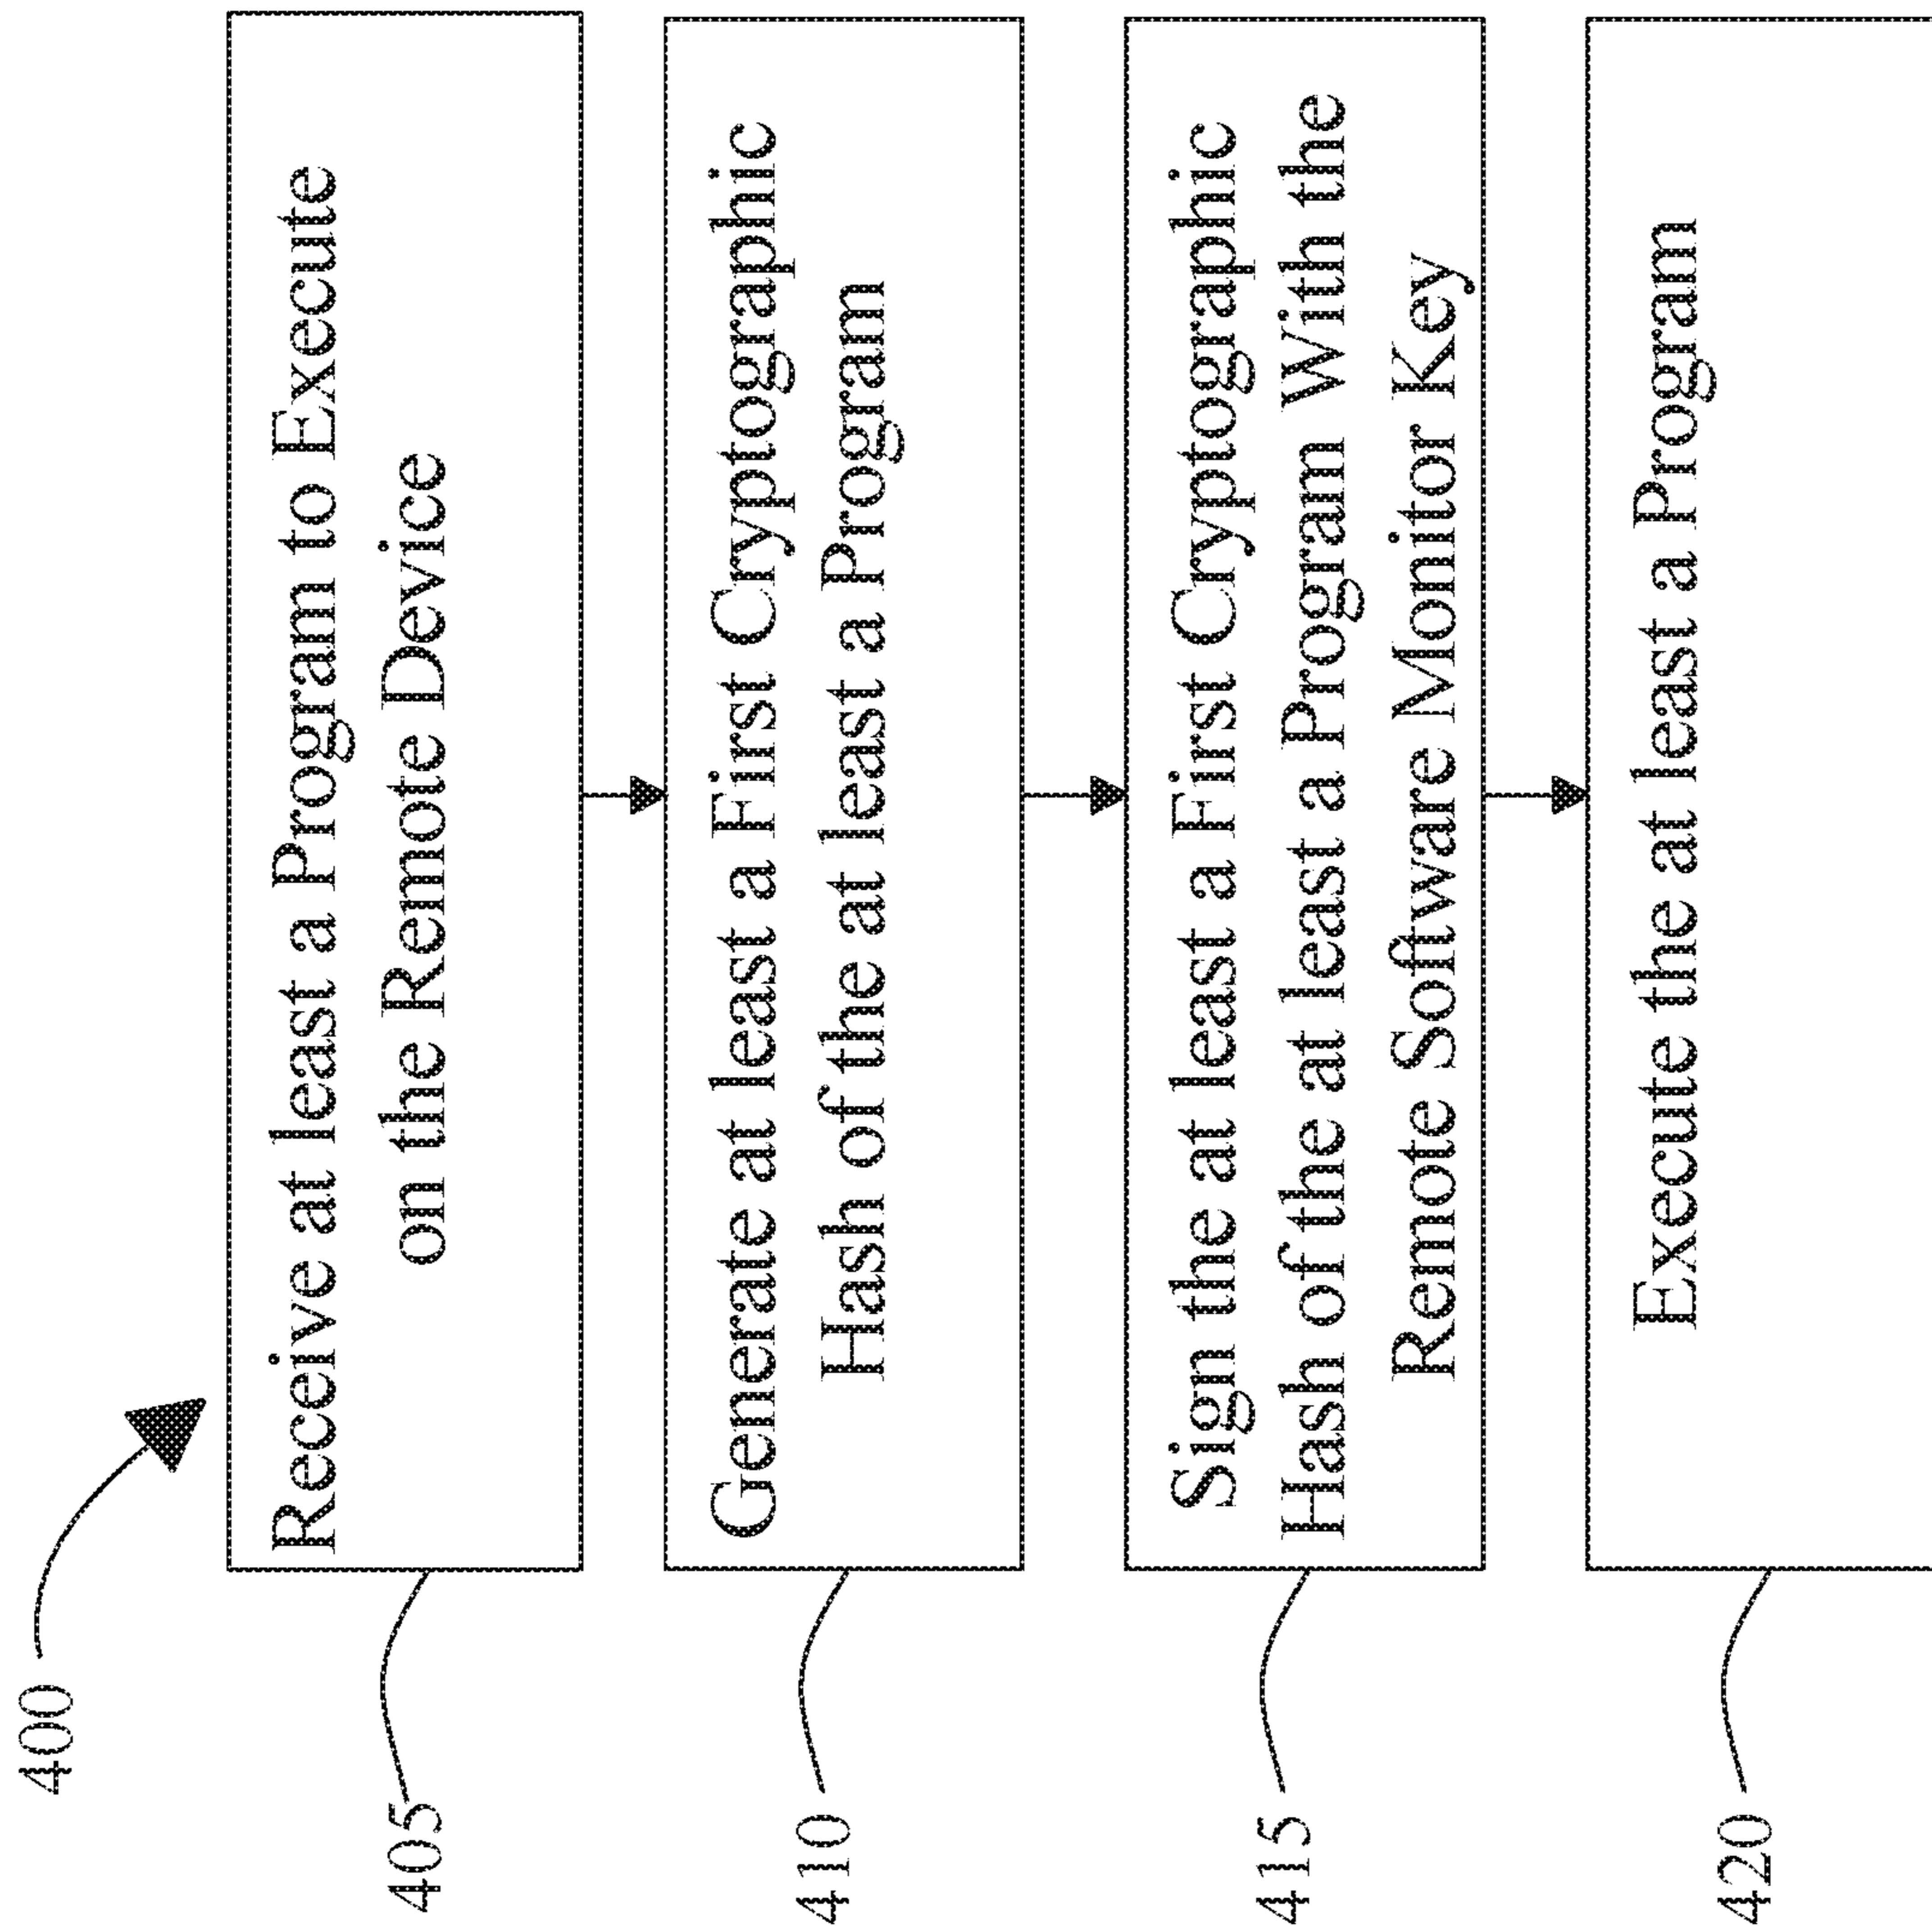 400
405
Receive at least a Program to Execute
on the Remote Device
410
Generate at least a First Cryptographic
Hash of the at least a Program
415
Sign the at least a First Cryptographic
Hash of the at least a Program With the
Remote Software Monitor Key
420
Execute the at least a Program